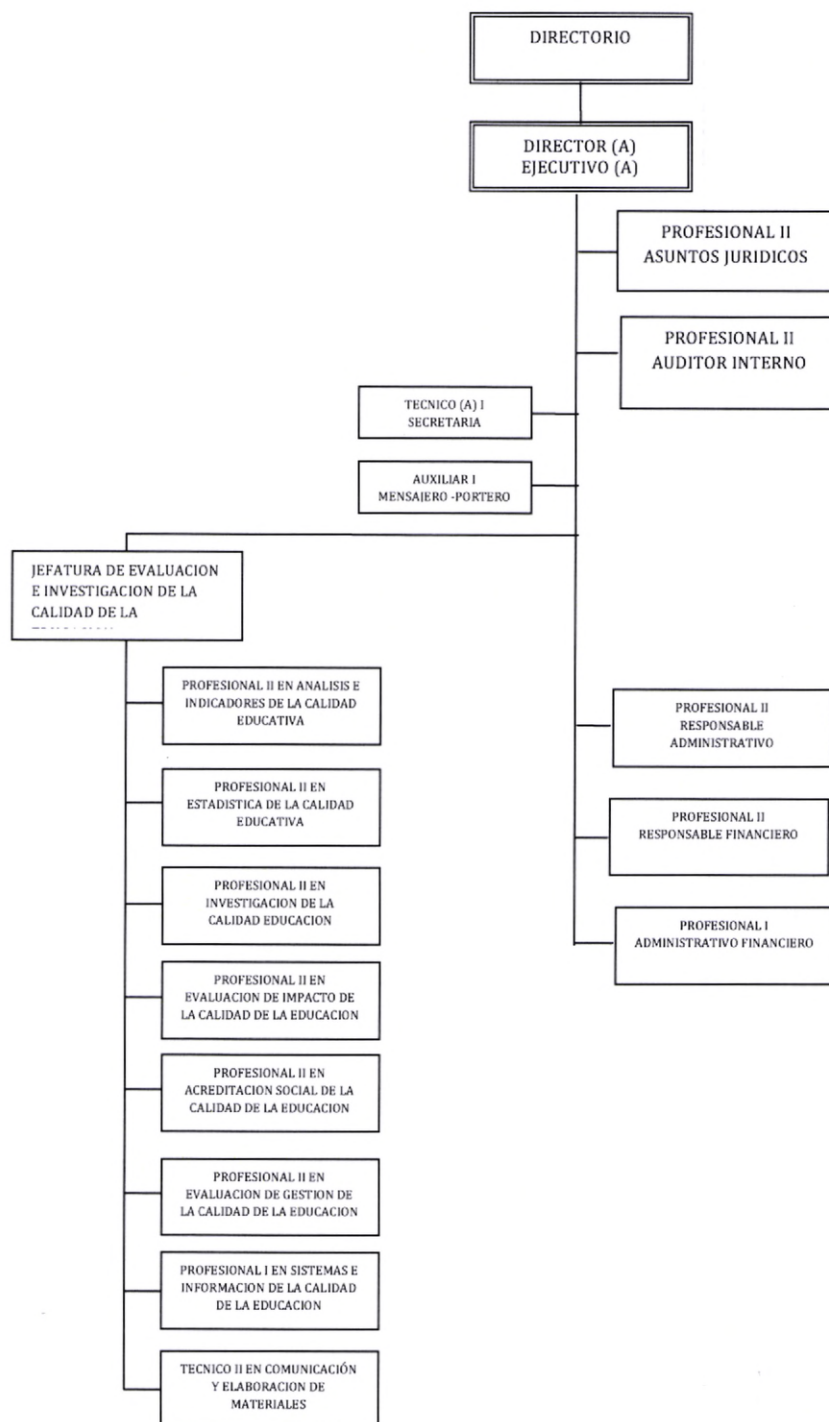 DIRECTORIO
DIRECTOR (A)
EJECUTIVO (A)
PROFESIONAL II
ASUNTOS JURIDICOS
PROFESIONAL II
AUDITOR INTERNO
TECNICO (A) I
SECRETARIA
AUXILIAR I
MENSAJERO -PORTERO
JEFATURA DE EVALUACION
E INVESTIGACION DE LA
CALIDAD DE LA
PROFESIONAL II EN ANALISIS E
INDICADORES DE LA CALIDAD
EDUCATIVA
PROFESIONAL II EN
ESTADISTICA DE LA CALIDAD
EDUCATIVA
PROFESIONAL II EN
INVESTIGACION DE LA
CALIDAD EDUCACION
PROFESIONAL II EN
EVALUACION DE IMPACTO DE
LA CALIDAD DE LA EDUCACION
PROFESIONAL II EN
ACREDITACION SOCIAL DE LA
CALIDAD DE LA EDUCACION
PROFESIONAL II EN
EVALUACION DE GESTION DE
LA CALIDAD DE LA EDUCACION
PROFESIONAL I EN SISTEMAS E
INFORMACION DE LA CALIDAD
DE LA EDUCACION
TECNICO II EN COMUNICACIÓN
Y ELABORACION DE
MATERIALES
PROFESIONAL II
RESPONSABLE
ADMINISTRATIVO
PROFESIONAL II
RESPONSABLE FINANCIERO
PROFESIONAL I
ADMINISTRATIVO FINANCIERO